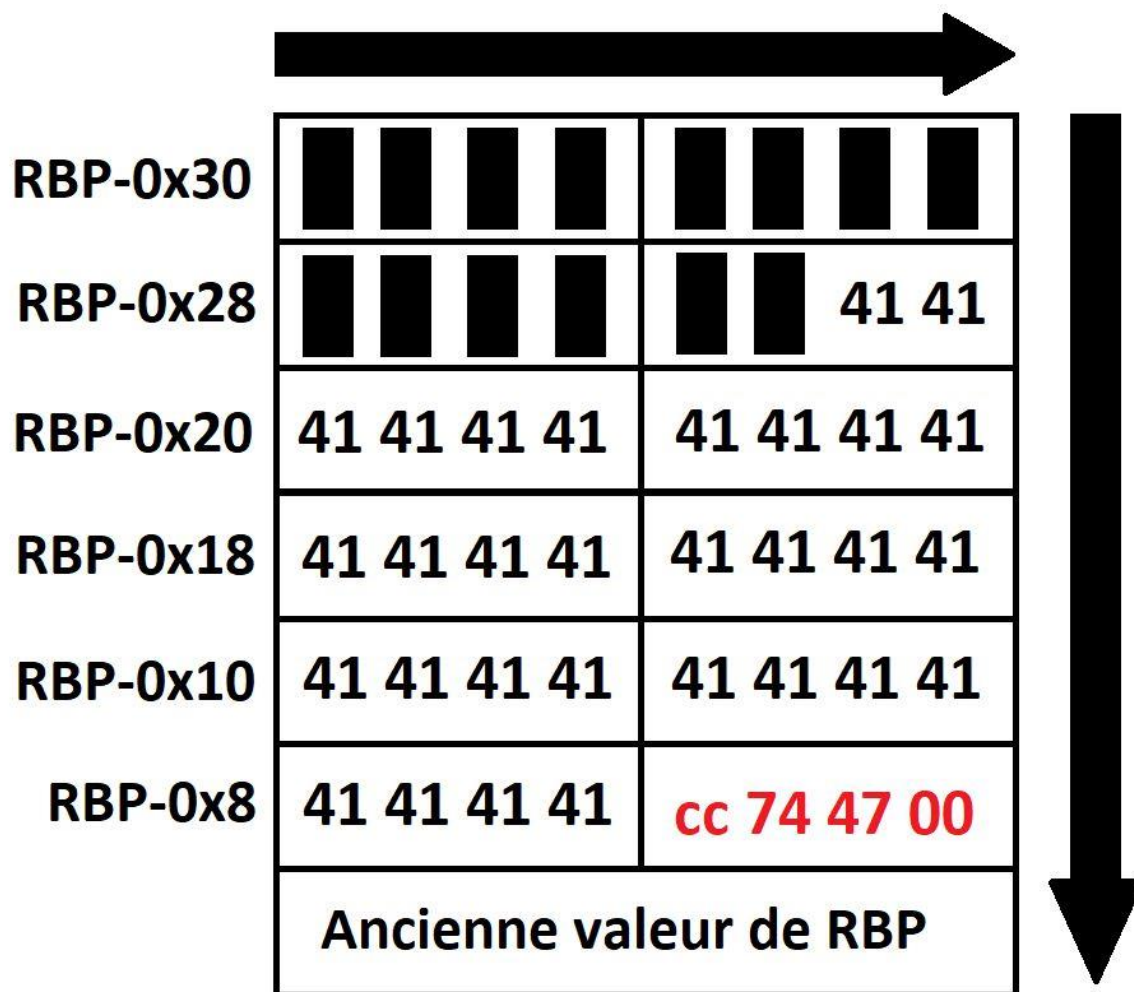 RBP-0x30
RBP-0x28 41 41
RBP-0x20 41 41 41 41 41 41 41 41
RBP-0x18 41 41 41 41 41 41 41 41
RBP-0x10 41 41 41 41 41 41 41 41
RBP-0x8 41 41 41 41 cc 74 47 00
Ancienne valeur de RBP